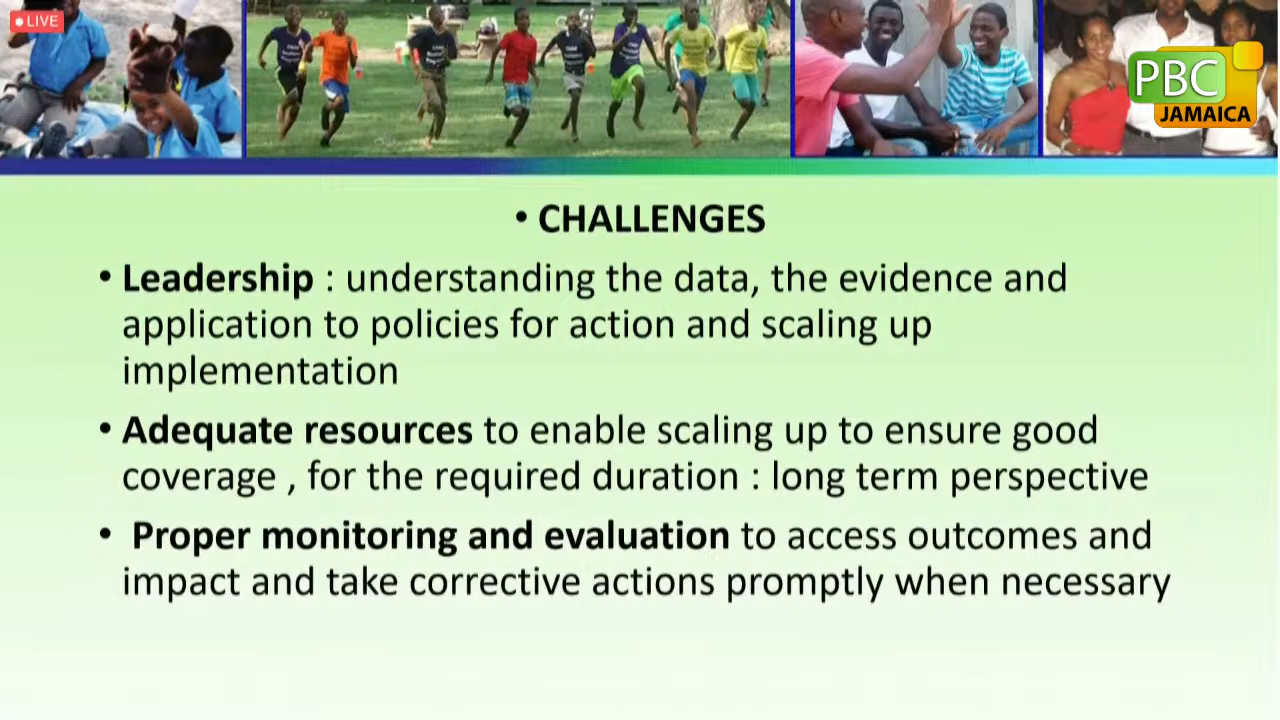 LIVE
PBC
JAMAICA
• CHALLENGES
• Leadership : understanding the data, the evidence and
application to policies for action and scaling up
implementation
• Adequate resources to enable scaling up to ensure good
coverage , for the required duration : long term perspective
• Proper monitoring and evaluation to access outcomes and
impact and take corrective actions promptly when necessary